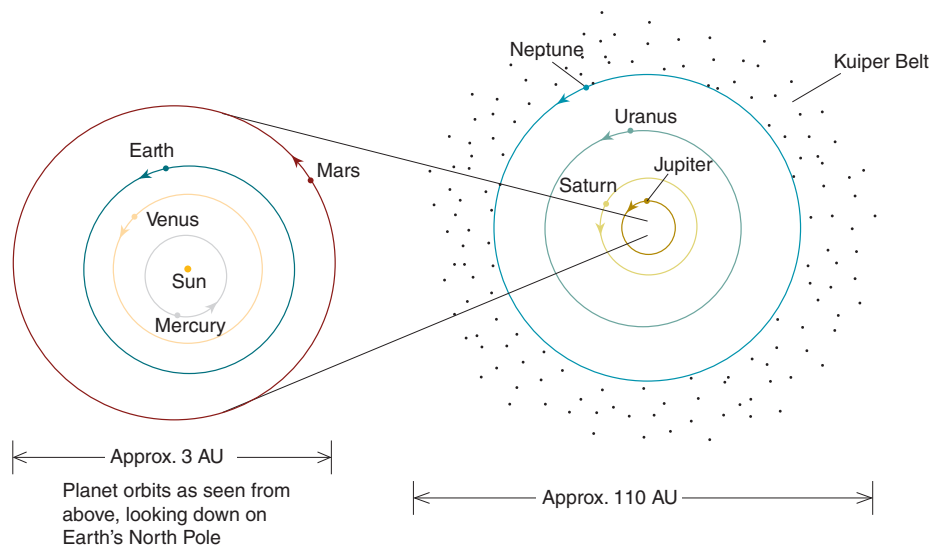 Neptune
Kuiper Belt
Uranus
Earth
Mars
Jupiter
Saturn
Venus
Sun
Mercury
Approx. 3 AU
Planet orbits as seen from
above, looking down on
Earth’s North Pole
Approx. 110 AU